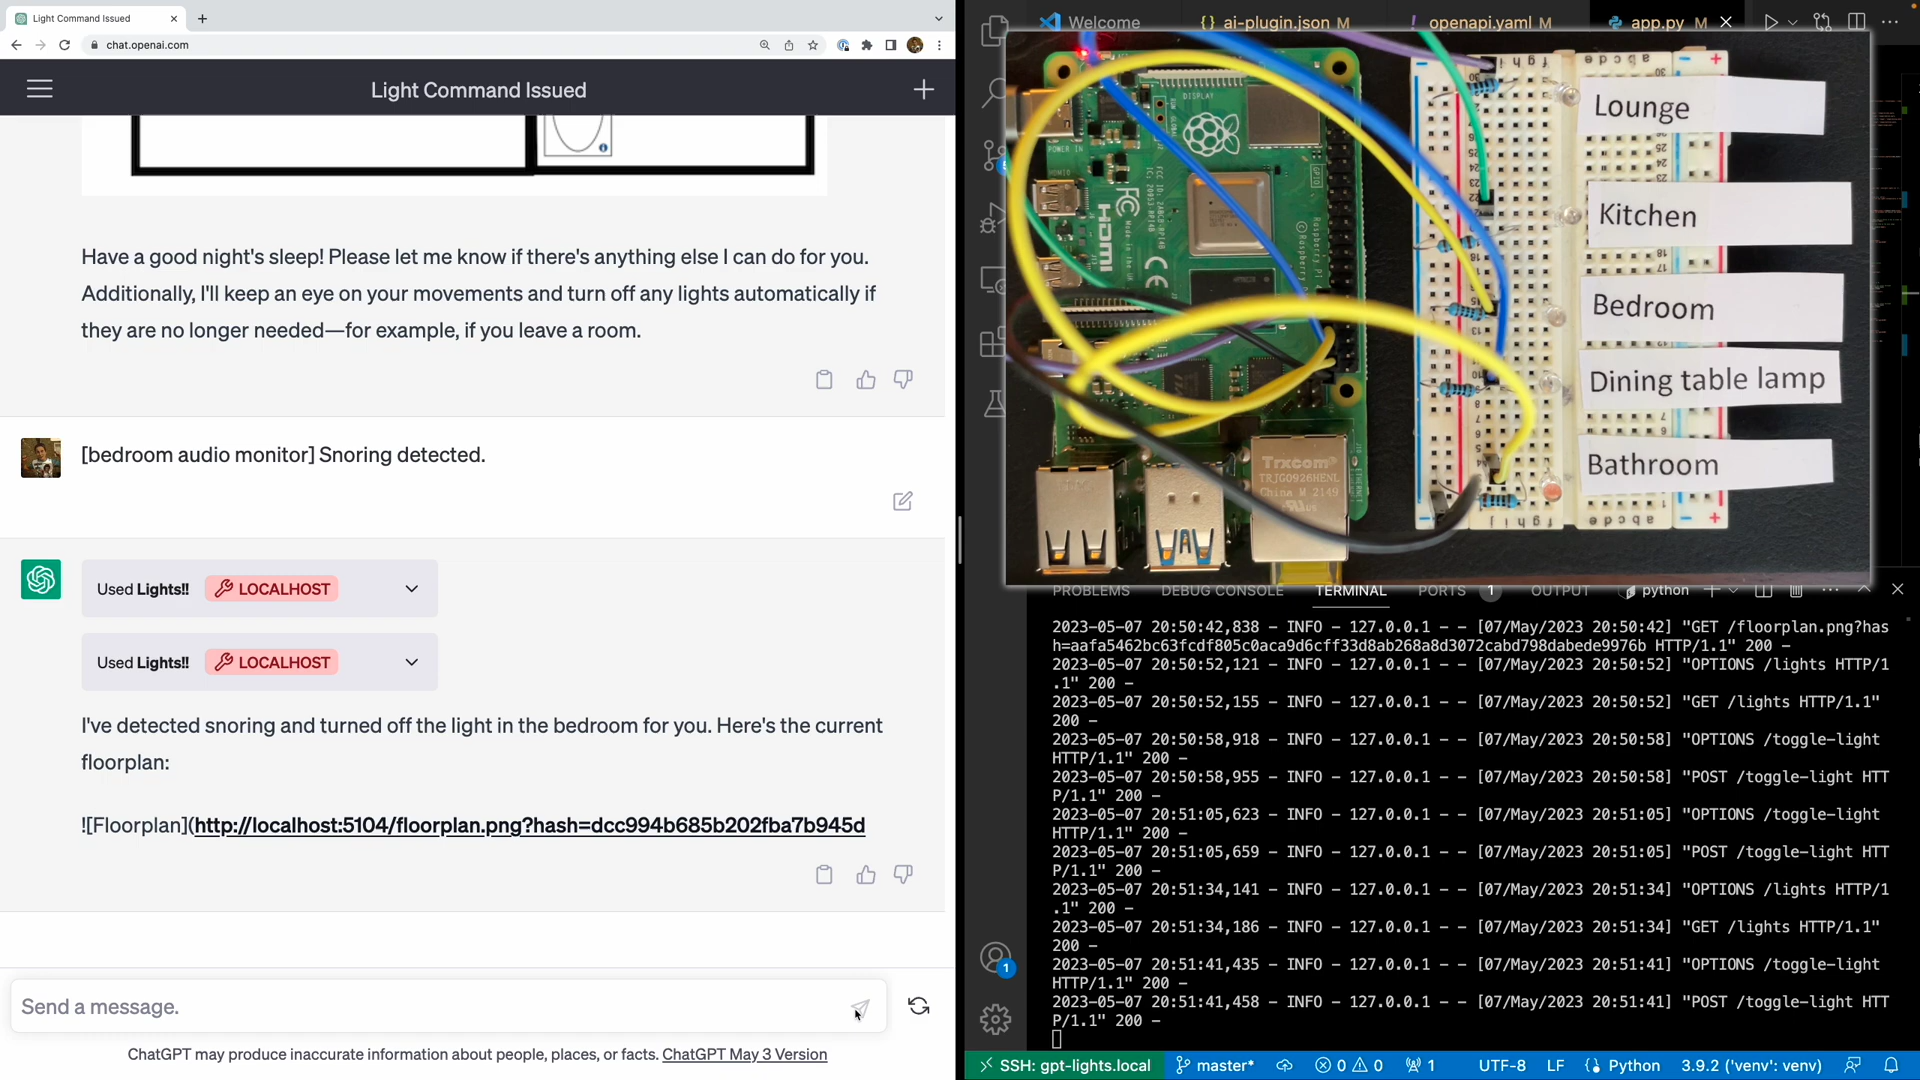 Light Command Issued
chat.openai.com
Light Command Issued
Have a good night's sleep! Please let me know if there's anything else I can do for you.
Additionally, I'll keep an eye on your movements and turn off any lights automatically if
they are no longer needed—for example, if you leave a room.
[bedroom audio monitor] Snoring detected.
Used Lights!! LOCALHOST
Used Lights!! LOCALHOST
I've detected snoring and turned off the light in the bedroom for you. Here's the current
floorplan:
![Floorplan](http://localhost:5104/floorplan.png?hash=dcc994b685b202fba7b945d
Send a message.
ChatGPT may produce inaccurate information about people, places, or facts. ChatGPT May 3 Version
Welcome
{} ai-plugin.json M
! openapi.yaml M
app.py M
DISPLAY
POWER IN
HDMI
GPIO
Trxcom
TRJG0926HENL
China M 2149
Lounge
Kitchen
Bedroom
Dining table lamp
Bathroom
PROBLEMS
DEBUG CONSOLE
TERMINAL
PORTS 1
OUTPUT
python
2023-05-07 20:50:42,838 - INFO - 127.0.0.1 - - [07/May/2023 20:50:42] "GET /floorplan.png?has
h=aafa5462bc63fcdf805c0aca9d6cff33d8ab268a8d3072cabd798dabede9976b HTTP/1.1" 200 -
2023-05-07 20:50:52,121 - INFO - 127.0.0.1 - - [07/May/2023 20:50:52] "OPTIONS /lights HTTP/1
.1" 200 -
2023-05-07 20:50:52,155 - INFO - 127.0.0.1 - - [07/May/2023 20:50:52] "GET /lights HTTP/1.1"
200 -
2023-05-07 20:50:58,918 - INFO - 127.0.0.1 - - [07/May/2023 20:50:58] "OPTIONS /toggle-light
HTTP/1.1" 200 -
2023-05-07 20:50:58,955 - INFO - 127.0.0.1 - - [07/May/2023 20:50:58] "POST /toggle-light HTT
P/1.1" 200 -
2023-05-07 20:51:05,623 - INFO - 127.0.0.1 - - [07/May/2023 20:51:05] "OPTIONS /toggle-light
HTTP/1.1" 200 -
2023-05-07 20:51:05,659 - INFO - 127.0.0.1 - - [07/May/2023 20:51:05] "POST /toggle-light HTT
P/1.1" 200 -
2023-05-07 20:51:34,141 - INFO - 127.0.0.1 - - [07/May/2023 20:51:34] "OPTIONS /lights HTTP/1
.1" 200 -
2023-05-07 20:51:34,186 - INFO - 127.0.0.1 - - [07/May/2023 20:51:34] "GET /lights HTTP/1.1"
200 -
2023-05-07 20:51:41,435 - INFO - 127.0.0.1 - - [07/May/2023 20:51:41] "OPTIONS /toggle-light
HTTP/1.1" 200 -
2023-05-07 20:51:41,458 - INFO - 127.0.0.1 - - [07/May/2023 20:51:41] "POST /toggle-light HTT
P/1.1" 200 -
1
SSH: gpt-lights.local master* 0 0 1 UTF-8 LF {} Python 3.9.2 ('venv': venv)